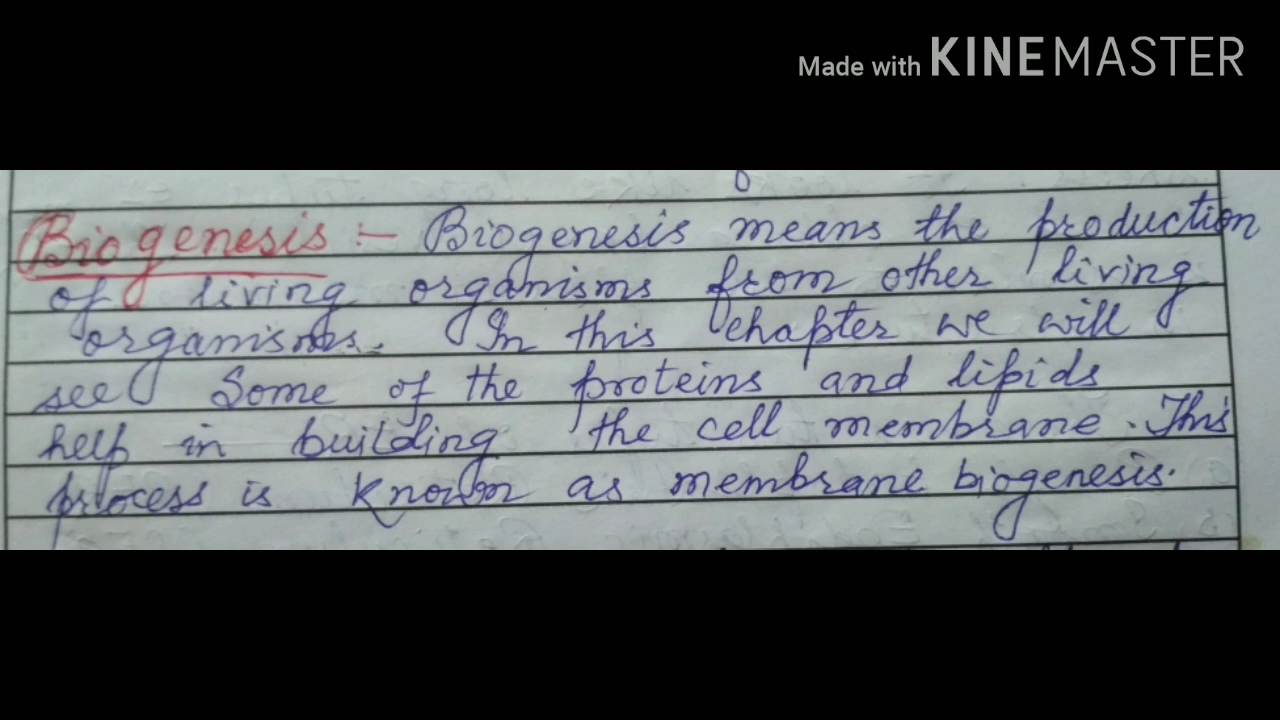 Made with KINEMASTER
Biogenesis :- Biogenesis means the production
of living organisms from other living
organisms. In this chapter we will
see Some of the proteins and lipids
help in building the cell membrane. This
process is known as membrane biogenesis.